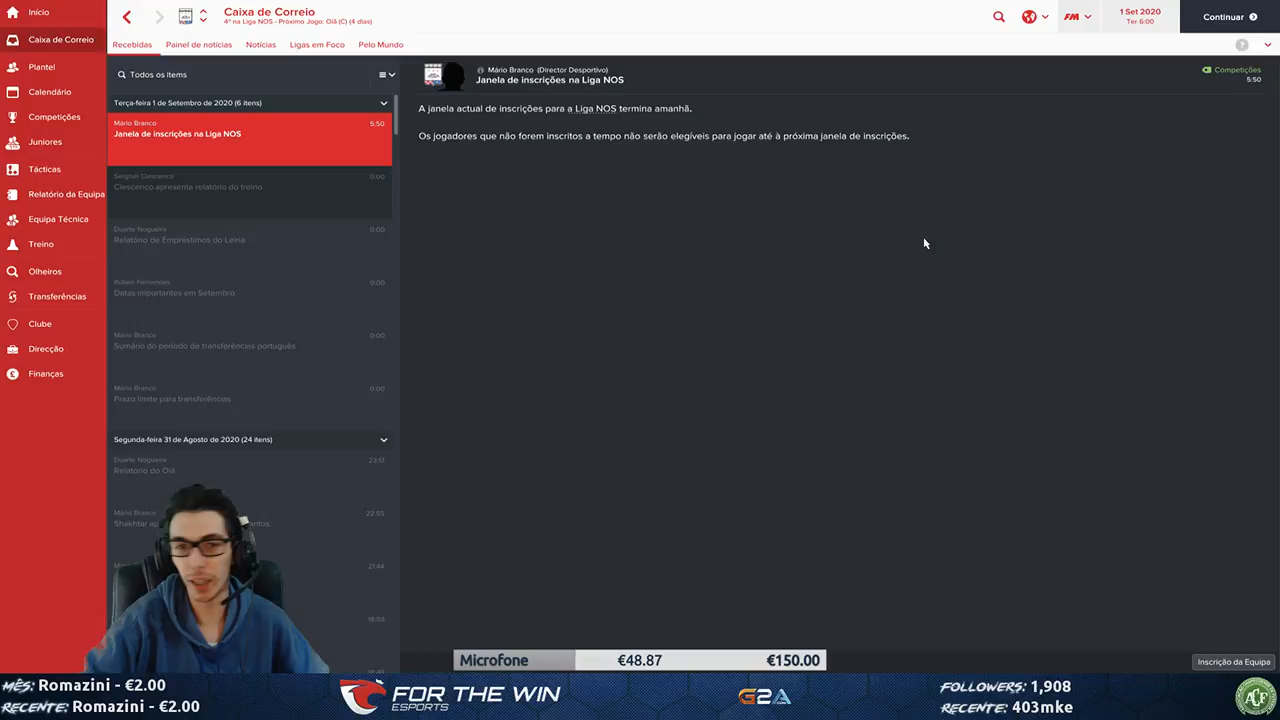 Início
Caixa de Correio
Plantel
Calendário
Competições
Juniores
Tácticas
Relatório da Equipa
Equipa Técnica
Treino
Olheiros
Transferências
Clube
Direcção
Finanças
Caixa de Correio
4º na Liga NOS - Próximo Jogo: Oiã (C) (4 dias)
FM
1 Set 2020
Ter 6:00
Continuar
Recebidas Painel de notícias Notícias Ligas em Foco Pelo Mundo
Todos os items
Terça-feira 1 de Setembro de 2020 (6 itens)
Mário Branco 5:50
Janela de inscrições na Liga NOS
Serghei Clescenco 0:00
Clescenco apresenta relatório do treino
Duarte Nogueira 0:00
Relatório de Empréstimos do Leiria
Rúben Fernandes 0:00
Datas importantes em Setembro
Mário Branco 0:00
Sumário do período de transferências português
Mário Branco 0:00
Prazo limite para transferências
Segunda-feira 31 de Agosto de 2020 (24 itens)
Duarte Nogueira 23:17
Relatório do Oiã
Mário Branco 22:55
Shakhtar
21:44
Mário Branco (Director Desportivo)
Janela de inscrições na Liga NOS
Competições
5:50
A janela actual de inscrições para a Liga NOS termina amanhã.
Os jogadores que não forem inscritos a tempo não serão elegíveis para jogar até à próxima janela de inscrições.
Inscrição da Equipa
Microfone €48.87 €150.00
MÊS: Romazini - €2.00
RECENTE: Romazini - €2.00
FOR THE WIN
ESPORTS
G2A
FOLLOWERS: 1,908
RECENTE: 403mke